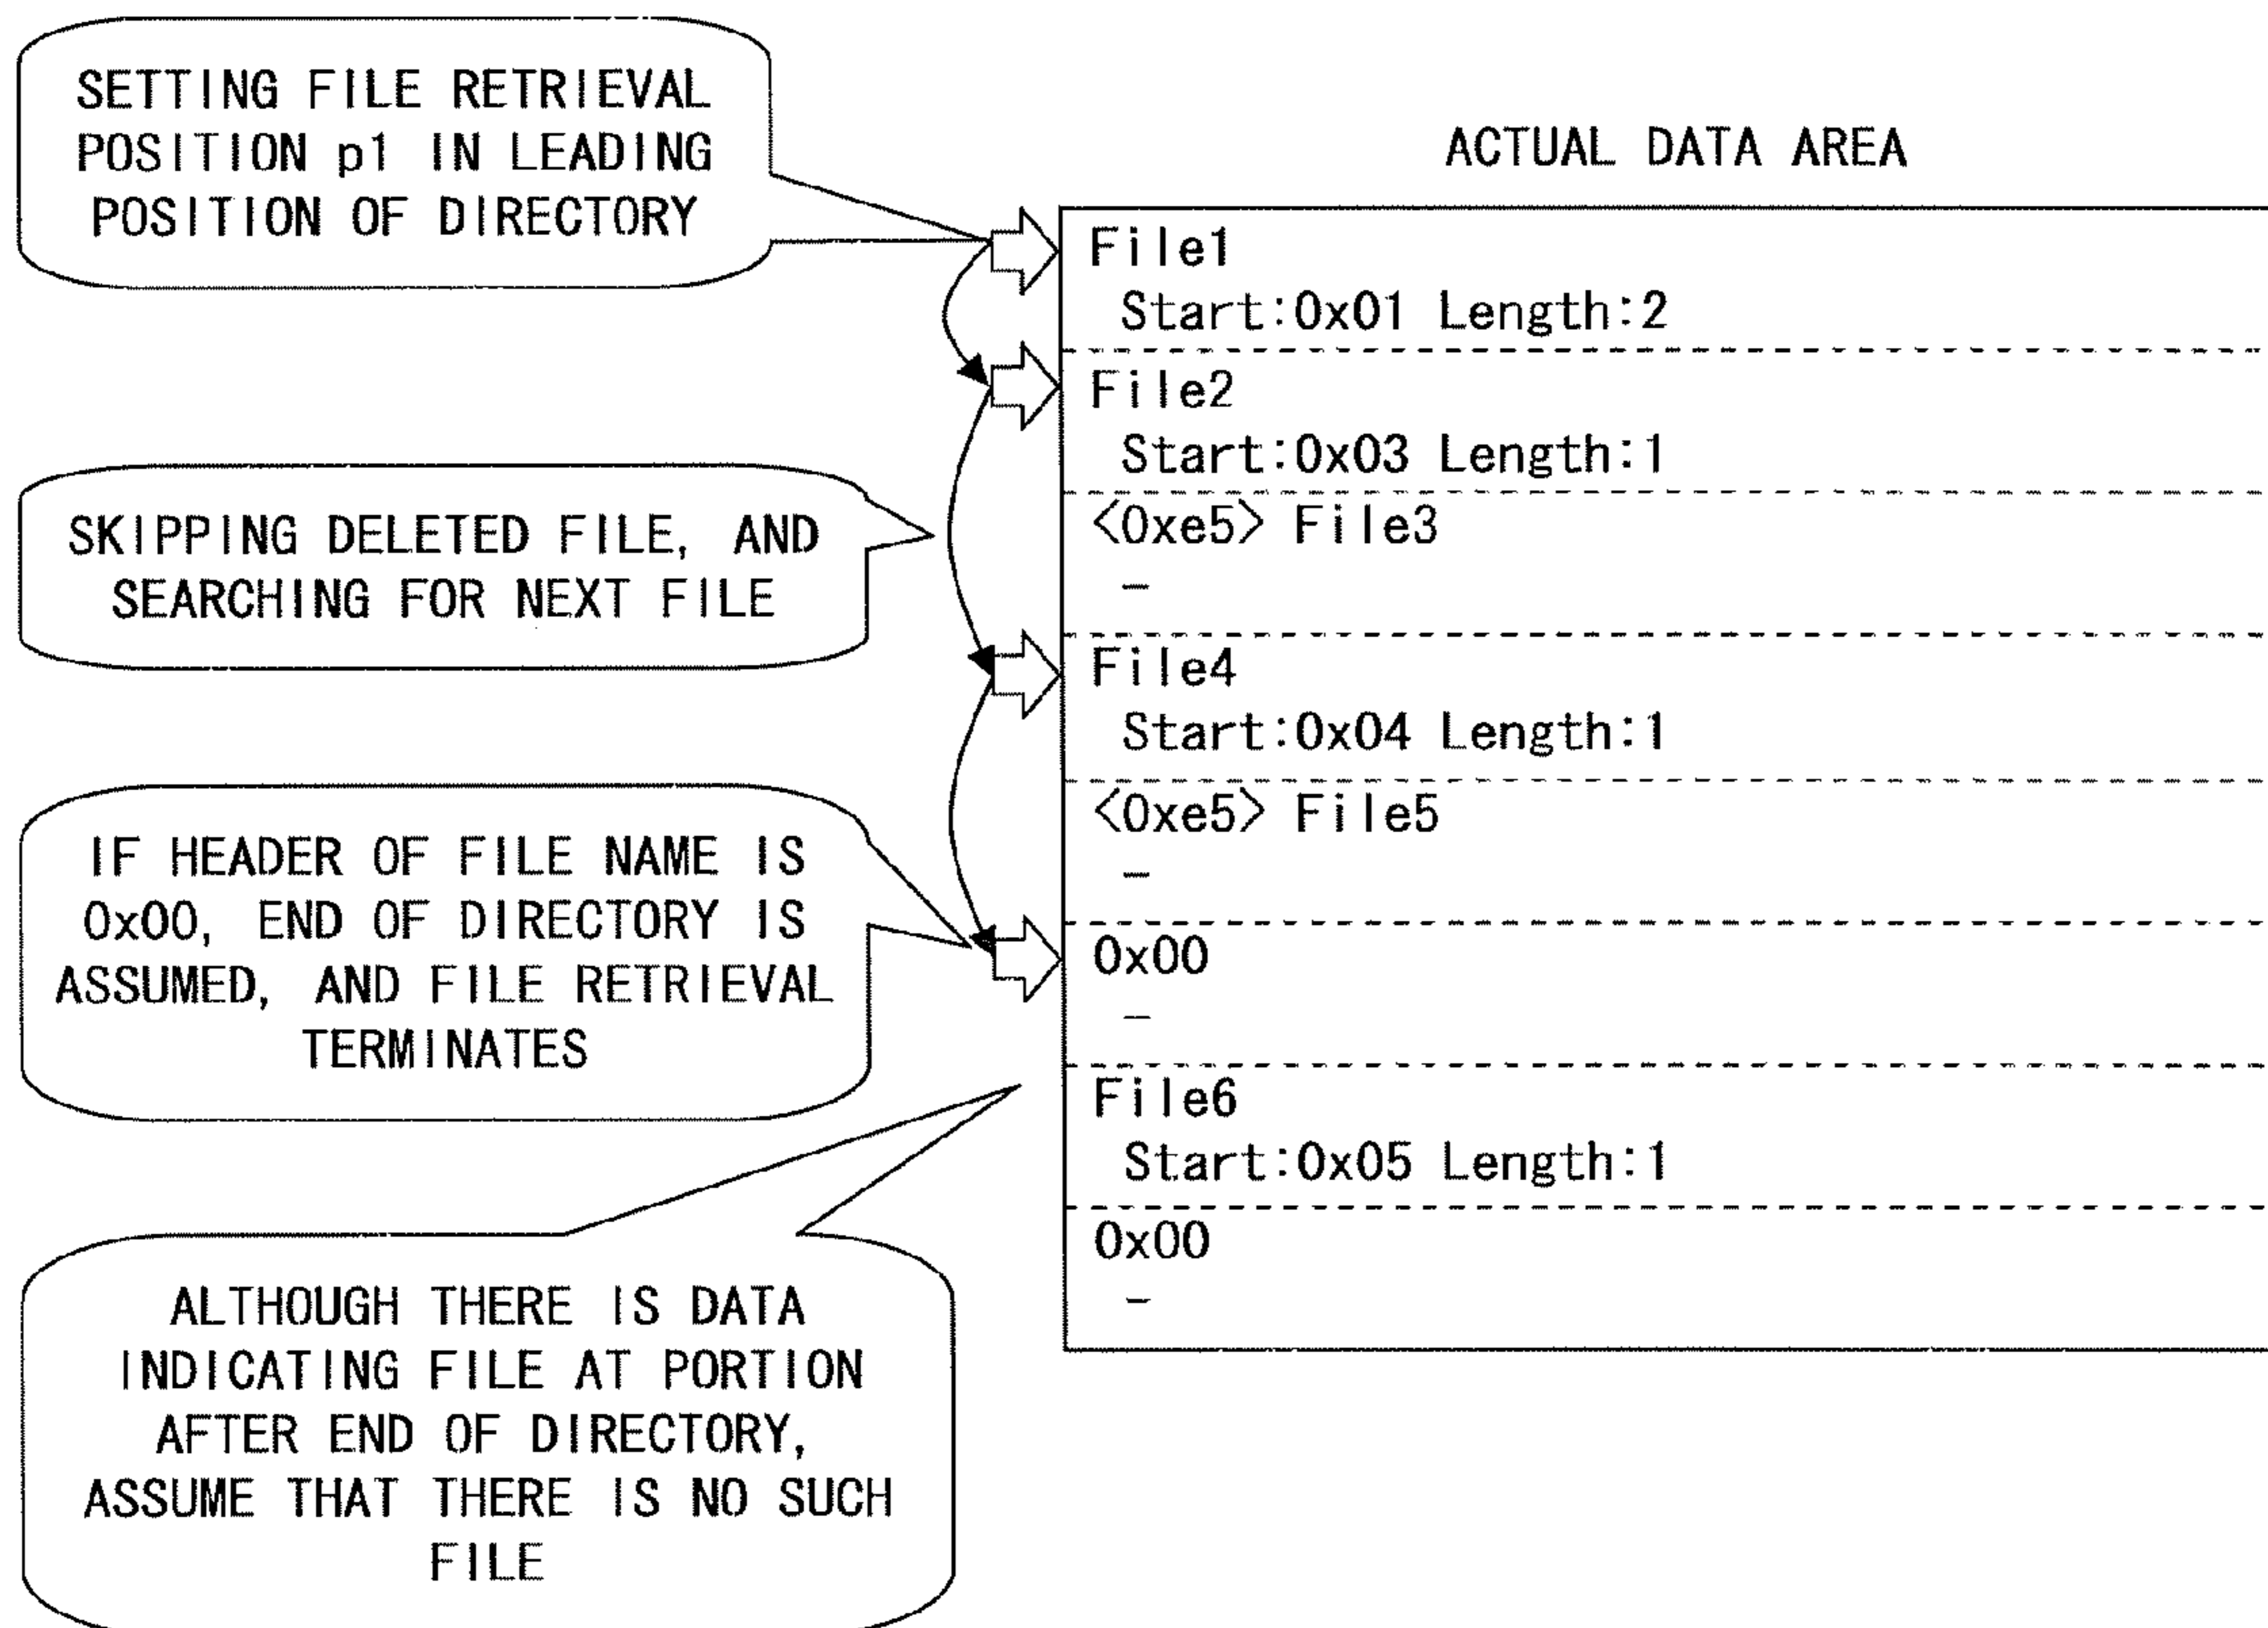 SETTING FILE RETRIEVAL
POSITION p1 IN LEADING
POSITION OF DIRECTORY
SKIPPING DELETED FILE, AND
SEARCHING FOR NEXT FILE
IF HEADER OF FILE NAME IS
0x00, END OF DIRECTORY IS
ASSUMED, AND FILE RETRIEVAL
TERMINATES
ALTHOUGH THERE IS DATA
INDICATING FILE AT PORTION
AFTER END OF DIRECTORY,
ASSUME THAT THERE IS NO SUCH
FILE
ACTUAL DATA AREA
File1
Start:0x01 Length:2
File2
Start:0x03 Length:1
<0xe5> File3
–
File4
Start:0x04 Length:1
<0xe5> File5
–
0x00
–
File6
Start:0x05 Length:1
0x00
–